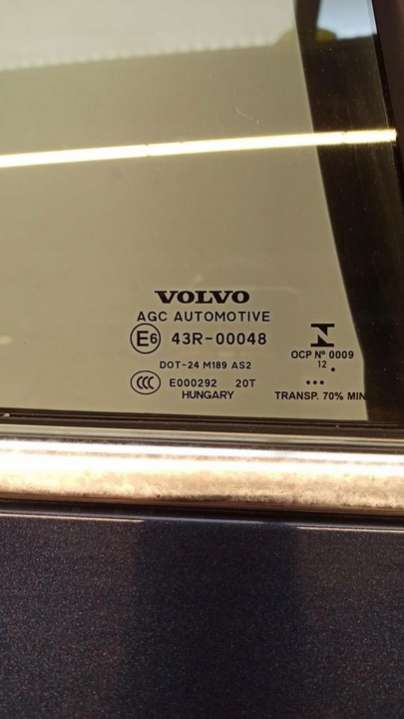 VOLVO
AGC AUTOMOTIVE
E6 43R-00048
DOT-24 M189 AS2
CCC E000292 20T
HUNGARY
OCP Nº 0009
12 .
...
TRANSP. 70% MIN